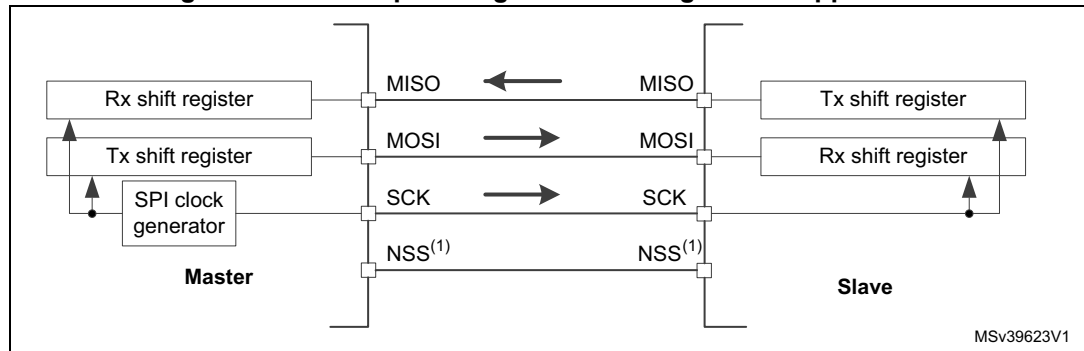 MISO MISO
Rx shift register Tx shift register
MOSI MOSI
Tx shift register Rx shift register
SPI clock
generator
SCK SCK
NSS(1) NSS(1)
Master Slave
MSv39623V1